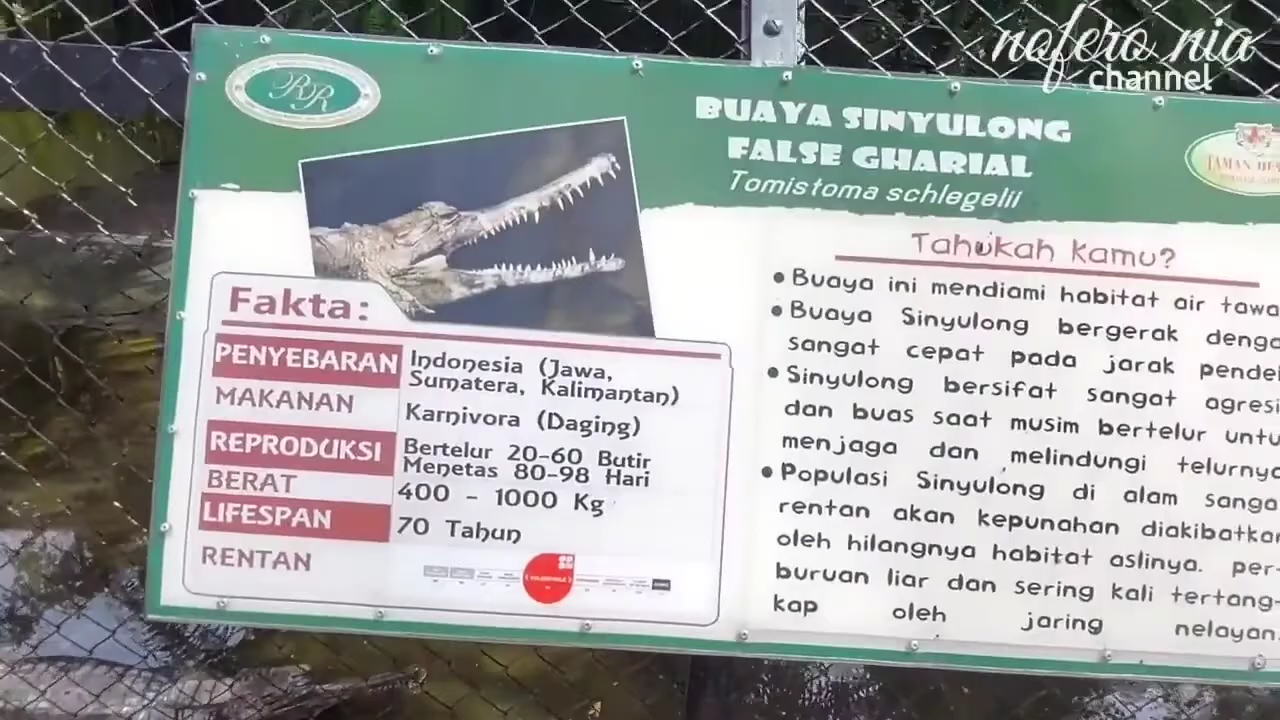 nofero nia
channel
RR
BUAYA SINYULONG
FALSE GHARIAL
Tomistoma schlegelii
TAMAN
Fakta:
PENYEBARAN Indonesia (Jawa,
Sumatera, Kalimantan)
MAKANAN Karnivora (Daging)
REPRODUKSI Bertelur 20-60 Butir
Menetas 80-98 Hari
BERAT 400 - 1000 Kg
LIFESPAN 70 Tahun
RENTAN
Tahukah Kamu?
• Buaya ini mendiami habitat air tawa
• Buaya Sinyulong bergerak denga
sangat cepat pada jarak pende
• Sinyulong bersifat sangat agresi
dan buas saat musim bertelur untu
menjaga dan melindungi telurnya
• Populasi Sinyulong di alam sanga
rentan akan kepunahan diakibatkan
oleh hilangnya habitat aslinya. per-
buruan liar dan sering kali tertang-
kap oleh jaring nelayan.